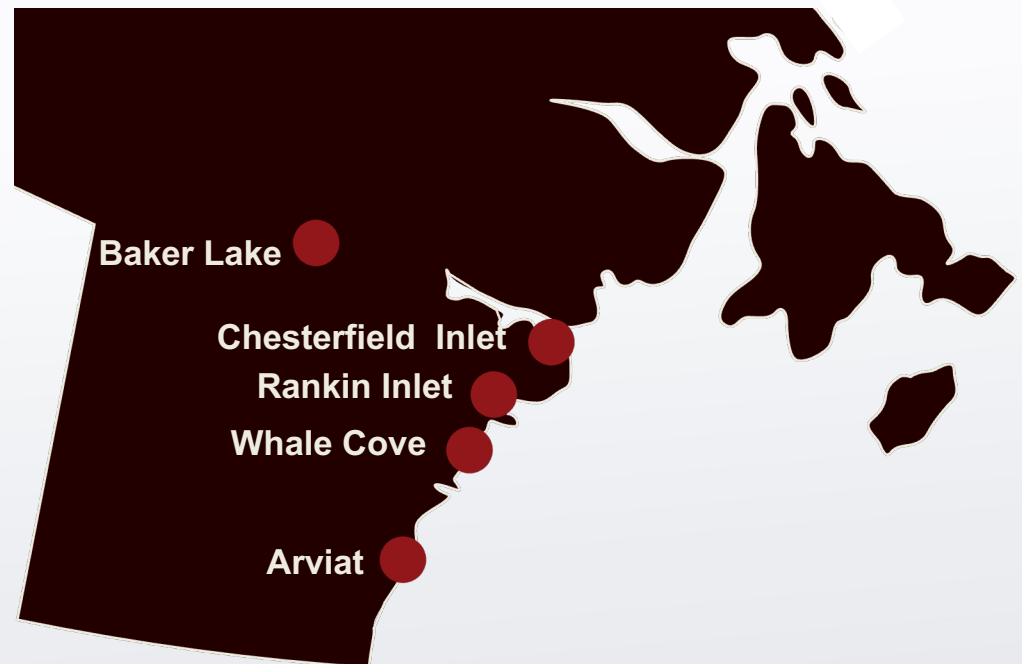 Baker Lake
Chesterfield  Inlet
Rankin Inlet
Whale Cove
Arviat